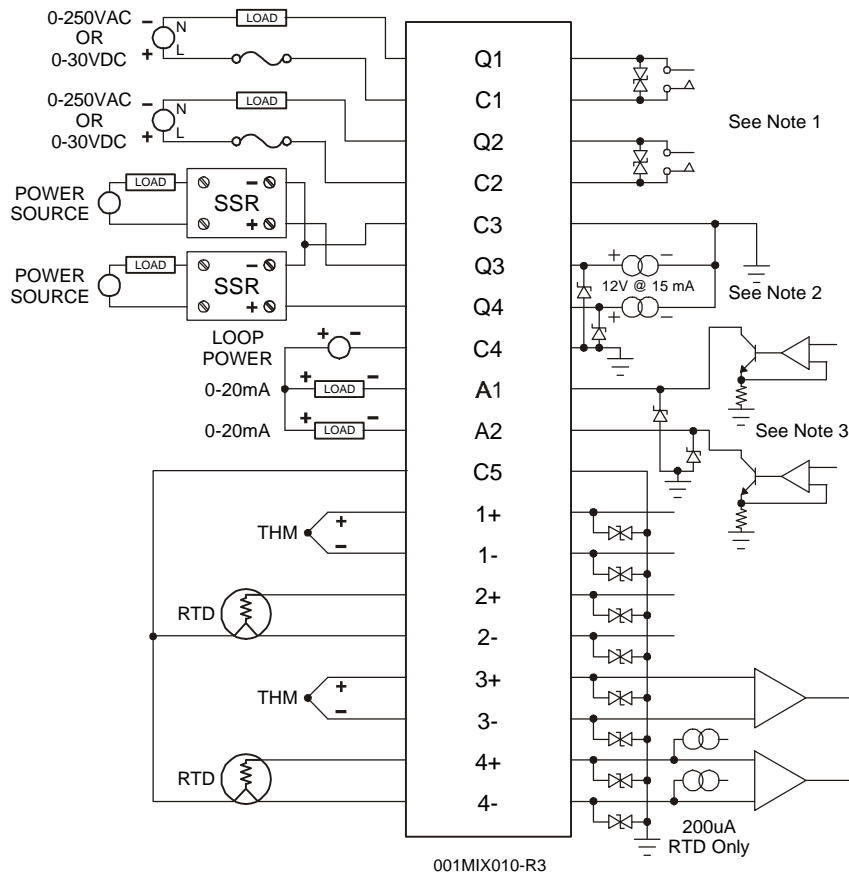 0-250VAC
OR
0-30VDC
- N
+ L
LOAD
0-250VAC
OR
0-30VDC
- N
+ L
LOAD
POWER
SOURCE
LOAD
SSR
-
+
POWER
SOURCE
LOAD
SSR
-
+
LOOP
POWER
+ -
0-20mA
+ LOAD -
0-20mA
+ LOAD -
THM
+
-
RTD
THM
+
-
RTD
Q1
C1
Q2
C2
C3
Q3
Q4
C4
A1
A2
C5
1+
1-
2+
2-
3+
3-
4+
4-
See Note 1
+ -
12V @ 15 mA
+ -
See Note 2
See Note 3
200uA
RTD Only
001MIX010-R3